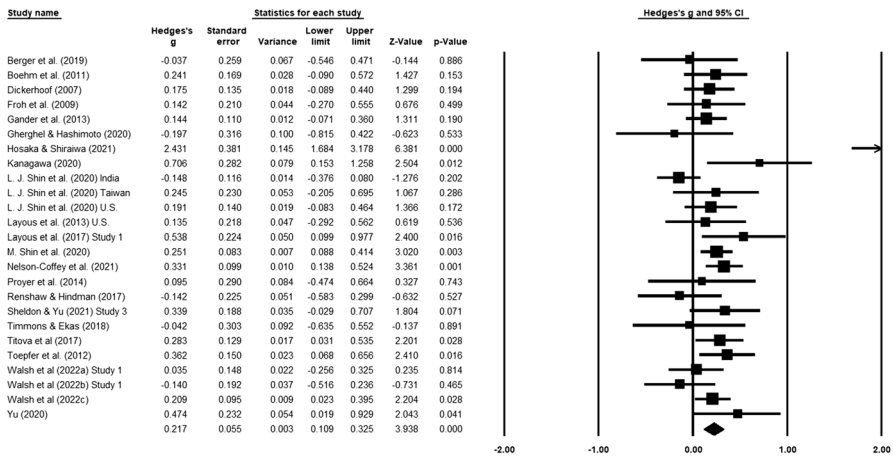 Study name Statistics for each study Hedges's g and 95% CI
Hedges's Standard Lower Upper
g error Variance limit limit Z-Value p-Value
Berger et al. (2019) -0.037 0.259 0.067 -0.546 0.471 -0.144 0.886
Boehm et al. (2011) 0.241 0.169 0.028 -0.090 0.572 1.427 0.153
Dickerhoof (2007) 0.175 0.135 0.018 -0.089 0.440 1.299 0.194
Froh et al. (2009) 0.142 0.210 0.044 -0.270 0.555 0.676 0.499
Gander et al. (2013) 0.144 0.110 0.012 -0.071 0.360 1.311 0.190
Gherghel & Hashimoto (2020) -0.197 0.316 0.100 -0.815 0.422 -0.623 0.533
Hosaka & Shiraiwa (2021) 2.431 0.381 0.145 1.684 3.178 6.381 0.000
Kanagawa (2020) 0.706 0.282 0.079 0.153 1.258 2.504 0.012
L. J. Shin et al. (2020) India -0.148 0.116 0.014 -0.376 0.080 -1.276 0.202
L. J. Shin et al. (2020) Taiwan 0.245 0.230 0.053 -0.205 0.695 1.067 0.286
L. J. Shin et al. (2020) U.S. 0.191 0.140 0.019 -0.083 0.464 1.366 0.172
Layous et al. (2013) U.S. 0.135 0.218 0.047 -0.292 0.562 0.619 0.536
Layous et al. (2017) Study 1 0.538 0.224 0.050 0.099 0.977 2.400 0.016
M. Shin et al. (2020) 0.251 0.083 0.007 0.088 0.414 3.020 0.003
Nelson-Coffey et al. (2021) 0.331 0.099 0.010 0.138 0.524 3.361 0.001
Proyer et al. (2014) 0.095 0.290 0.084 -0.474 0.664 0.327 0.743
Renshaw & Hindman (2017) -0.142 0.225 0.051 -0.583 0.299 -0.632 0.527
Sheldon & Yu (2021) Study 3 0.339 0.188 0.035 -0.029 0.707 1.804 0.071
Timmons & Ekas (2018) -0.042 0.303 0.092 -0.635 0.552 -0.137 0.891
Titova et al (2017) 0.283 0.129 0.017 0.031 0.535 2.201 0.028
Toepfer et al. (2012) 0.362 0.150 0.023 0.068 0.656 2.410 0.016
Walsh et al (2022a) Study 1 0.035 0.148 0.022 -0.256 0.325 0.235 0.814
Walsh et al (2022b) Study 1 -0.140 0.192 0.037 -0.516 0.236 -0.731 0.465
Walsh et al (2022c) 0.209 0.095 0.009 0.023 0.395 2.204 0.028
Yu (2020) 0.474 0.232 0.054 0.019 0.929 2.043 0.041
0.217 0.055 0.003 0.109 0.325 3.938 0.000
-2.00 -1.00 0.00 1.00 2.00